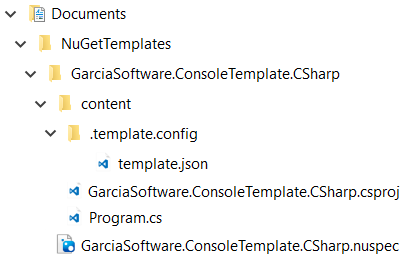 Documents
NuGetTemplates
GarciaSoftware.ConsoleTemplate.CSharp
content
.template.config
template.json
GarciaSoftware.ConsoleTemplate.CSharp.csproj
Program.cs
GarciaSoftware.ConsoleTemplate.CSharp.nuspec